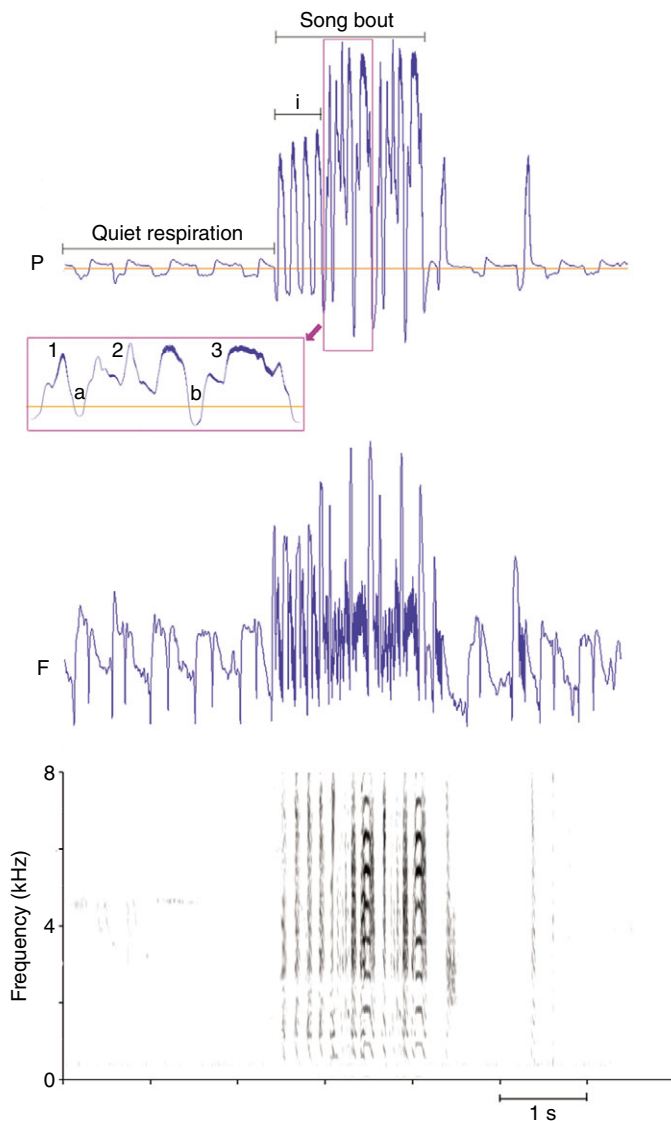 Song bout
i
Quiet respiration
P
1
2
3
a
b
F
8
4
0
Frequency (kHz)
1 s